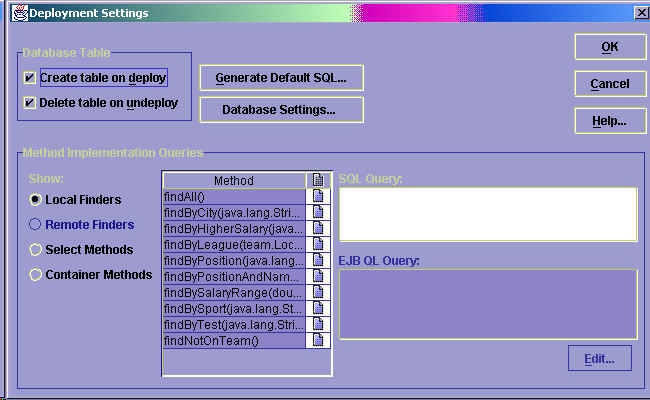 Deployment Settings
Database Table
Create table on deploy
Delete table on undeploy
Generate Default SQL...
Database Settings...
OK
Cancel
Help...
Method Implementation Queries
Show:
Local Finders
Remote Finders
Select Methods
Container Methods
Method
findAll()
findByCity(java.lang.Stri...
findByHigherSalary(java...
findByLeague(team.Loc...
findByPosition(java.lang...
findByPositionAndNam...
findBySalaryRange(dou...
findBySport(java.lang.St...
findByTest(java.lang.Stri...
findNotOnTeam()
SQL Query:
EJB QL Query:
Edit...